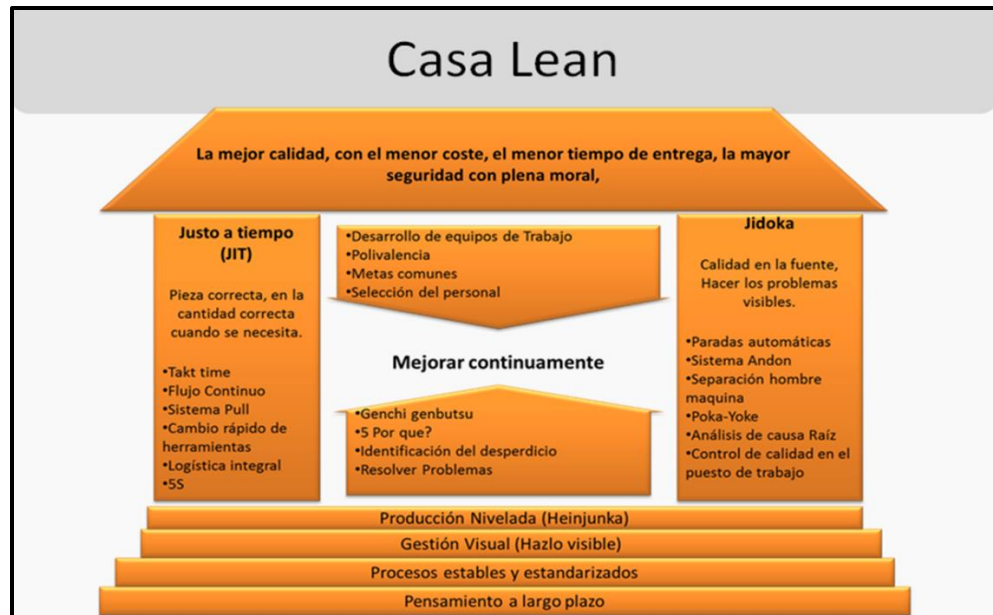 Casa Lean
La mejor calidad, con el menor coste, el menor tiempo de entrega, la mayor
seguridad con plena moral,
Justo a tiempo
(JIT)
Pieza correcta, en la
cantidad correcta
cuando se necesita.
•Takt time
•Flujo Continuo
•Sistema Pull
•Cambio rápido de
herramientas
•Logística integral
•5S
•Desarrollo de equipos de Trabajo
•Polivalencia
•Metas comunes
•Selección del personal
Mejorar continuamente
•Genchi genbutsu
•5 Por que?
•Identificación del desperdicio
•Resolver Problemas
Jidoka
Calidad en la fuente,
Hacer los problemas
visibles.
•Paradas automáticas
•Sistema Andon
•Separación hombre
maquina
•Poka-Yoke
•Análisis de causa Raíz
•Control de calidad en el
puesto de trabajo
Producción Nivelada (Heinjunka)
Gestión Visual (Hazlo visible)
Procesos estables y estandarizados
Pensamiento a largo plazo